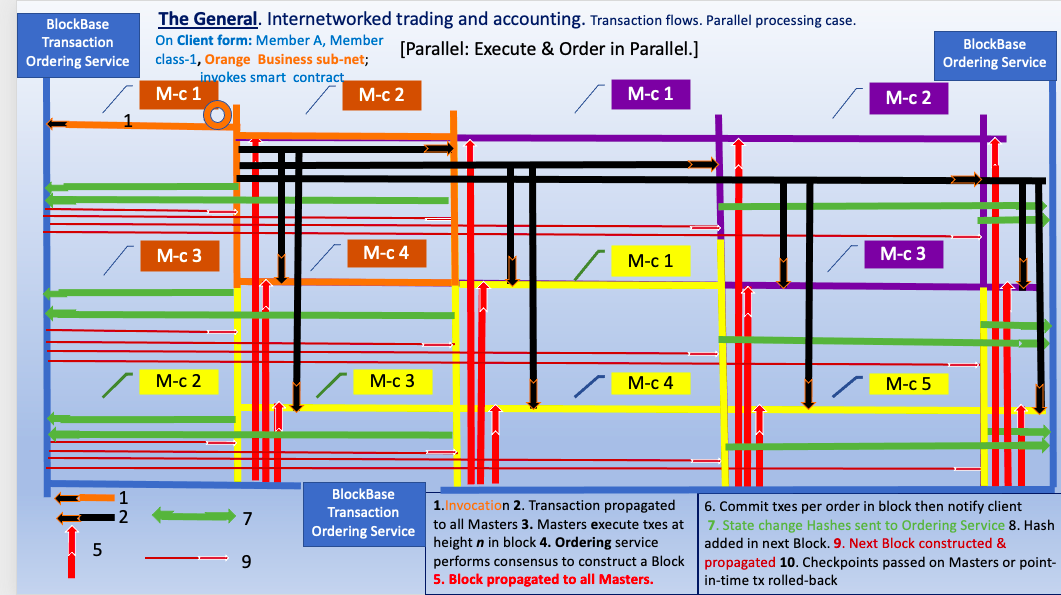 The General. Internetworked trading and accounting. Transaction flows. Parallel processing case.
BlockBase
Transaction
Ordering Service
On Client form: Member A, Member
class-1, Orange Business sub-net;
invokes smart contract
[Parallel: Execute & Order in Parallel.]
BlockBase
Ordering Service
M-c 1
M-c 2
M-c 1
M-c 2
1
M-c 3
M-c 4
M-c 1
M-c 3
M-c 2
M-c 3
M-c 4
M-c 5
1
2
7
5
9
BlockBase
Transaction
Ordering Service
1.Invocation 2. Transaction propagated
to all Masters 3. Masters execute txes at
height n in block 4. Ordering service
performs consensus to construct a Block
5. Block propagated to all Masters.
6. Commit txes per order in block then notify client
7. State change Hashes sent to Ordering Service 8. Hash
added in next Block. 9. Next Block constructed &
propagated 10. Checkpoints passed on Masters or point-
in-time tx rolled-back